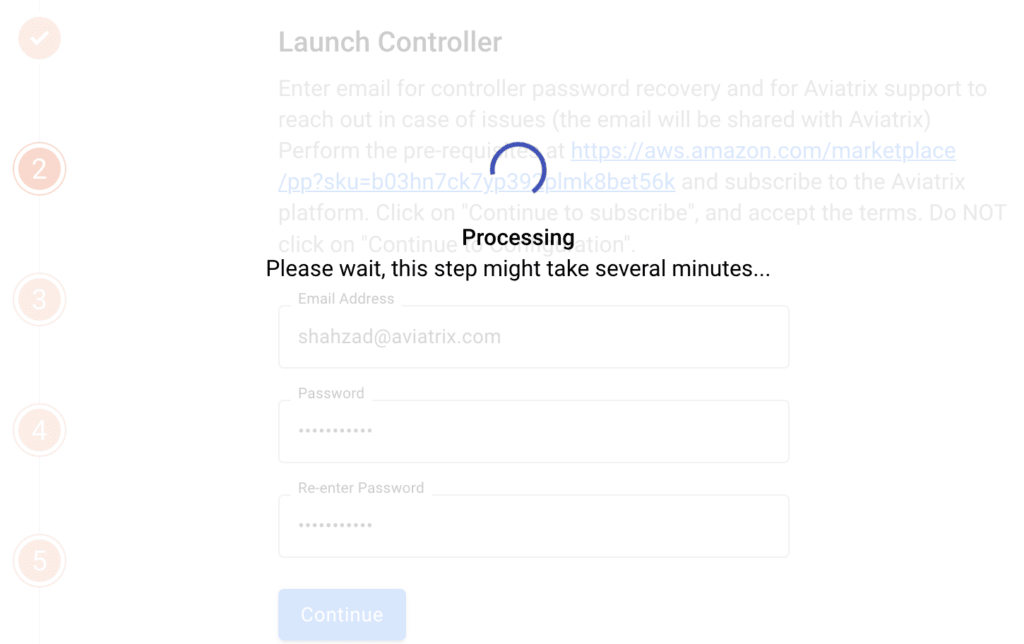 Launch Controller
Enter email for controller password recovery and for Aviatrix support to
reach out in case of issues (the email will be shared with Aviatrix)
2
Perform the pre-requisites at https://aws.amazon.com/marketplace
/pp?sku=b03hn7ck7yp392plmk8bet56k and subscribe to the Aviatrix
platform. Click on "Continue to subscribe", and accept the terms. Do NOT
click on "Continue to Configuration".
Processing
Please wait, this step might take several minutes...
3
Email Address
shahzad@aviatrix.com
Password
•••••••••••
4
Re-enter Password
•••••••••••
5
Continue